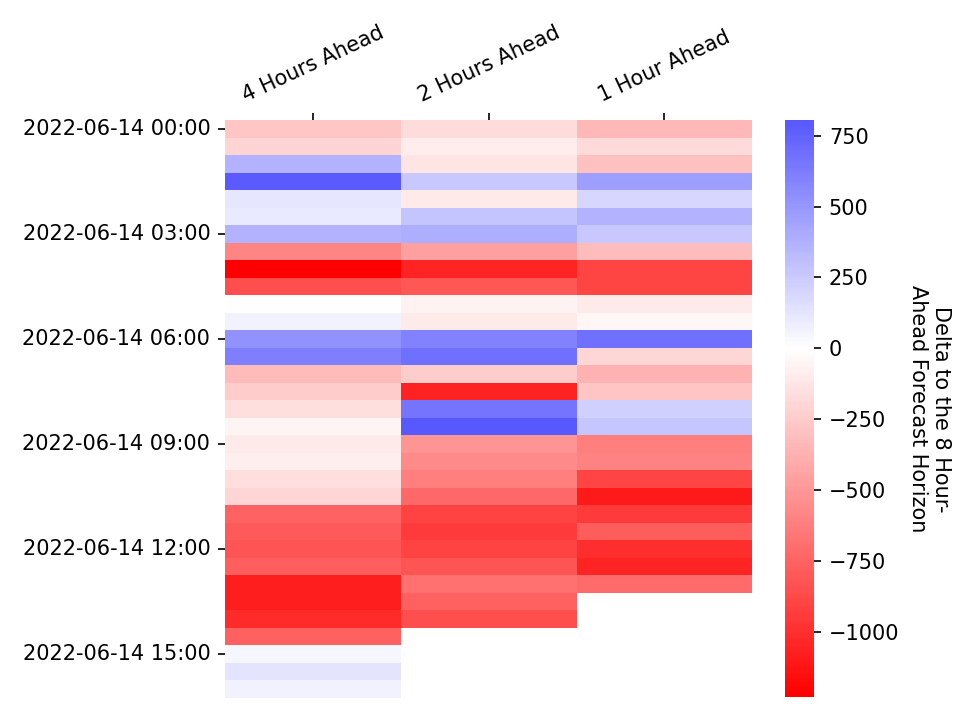 4 Hours Ahead
2 Hours Ahead
1 Hour Ahead
2022-06-14 00:00
2022-06-14 03:00
2022-06-14 06:00
2022-06-14 09:00
2022-06-14 12:00
2022-06-14 15:00
750
500
250
0
−250
−500
−750
−1000
Delta to the 8 Hour-
Ahead Forecast Horizon